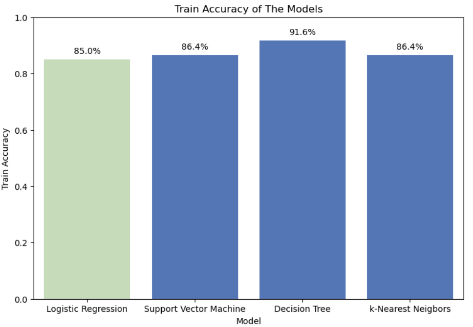 Train Accuracy of The Models
1.0
0.8
0.6
0.4
0.2
0.0
Train Accuracy
85.0%
86.4%
91.6%
86.4%
Logistic Regression
Support Vector Machine
Decision Tree
k-Nearest Neigbors
Model